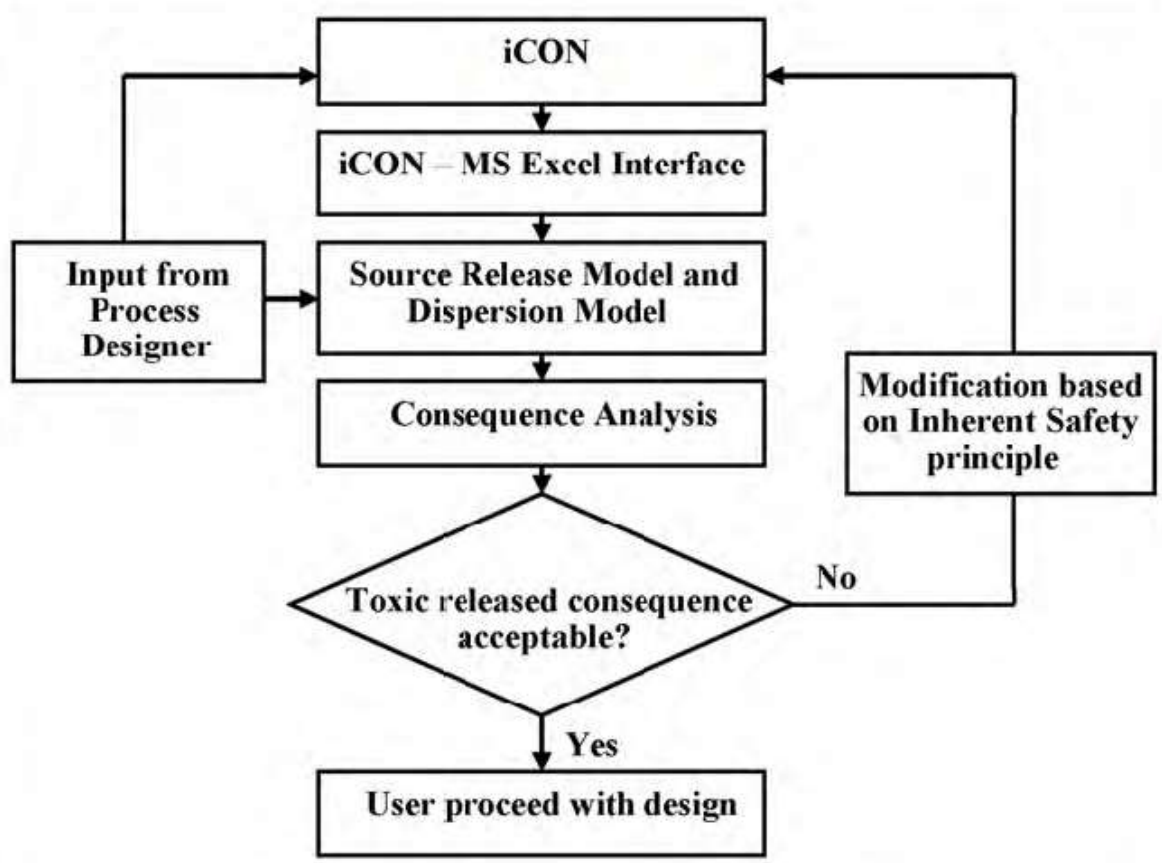 iCON
iCON – MS Excel Interface
Input from
Process
Designer
Source Release Model and
Dispersion Model
Consequence Analysis
Modification based
on Inherent Safety
principle
Toxic released consequence
acceptable?
No
Yes
User proceed with design